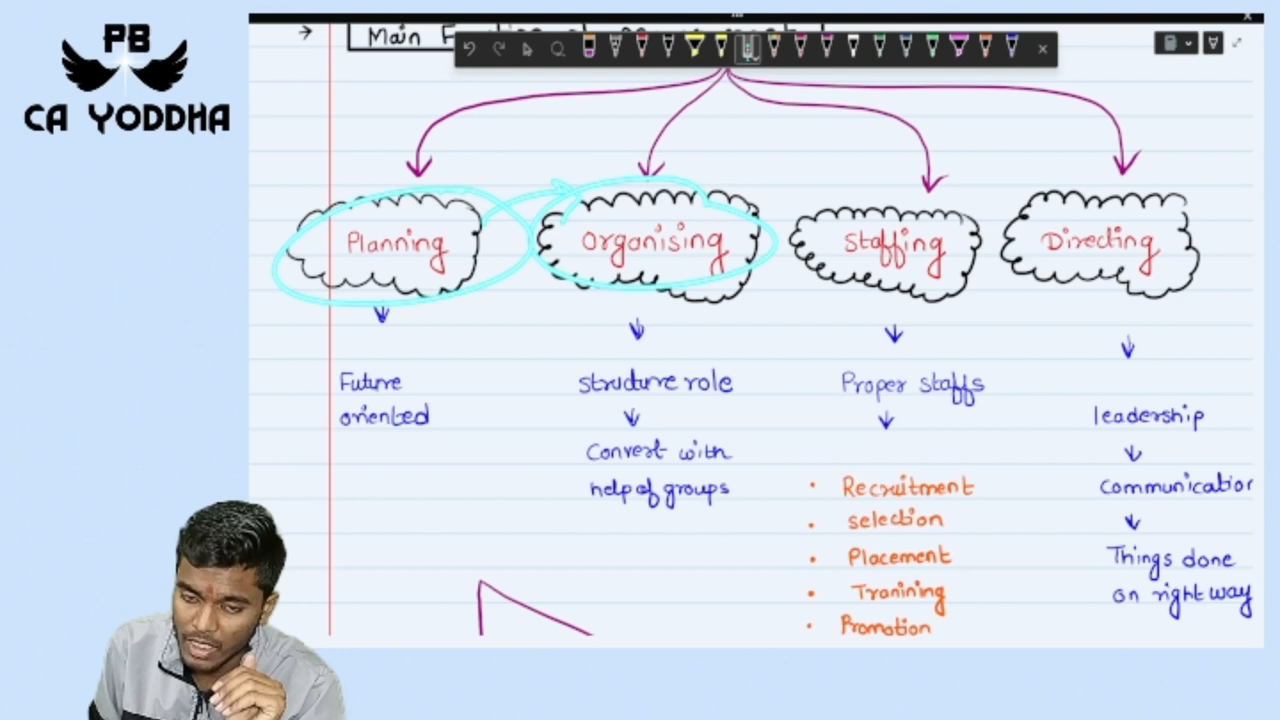 PB
CA YODDHA
Main
Planning
Organising
Staffing
Directing
Future
oriented
structure role
Convert with
help of groups
Proper staffs
• Recruitment
• selection
• Placement
• Tranining
• Promotion
leadership
Communication
Things done
on right way